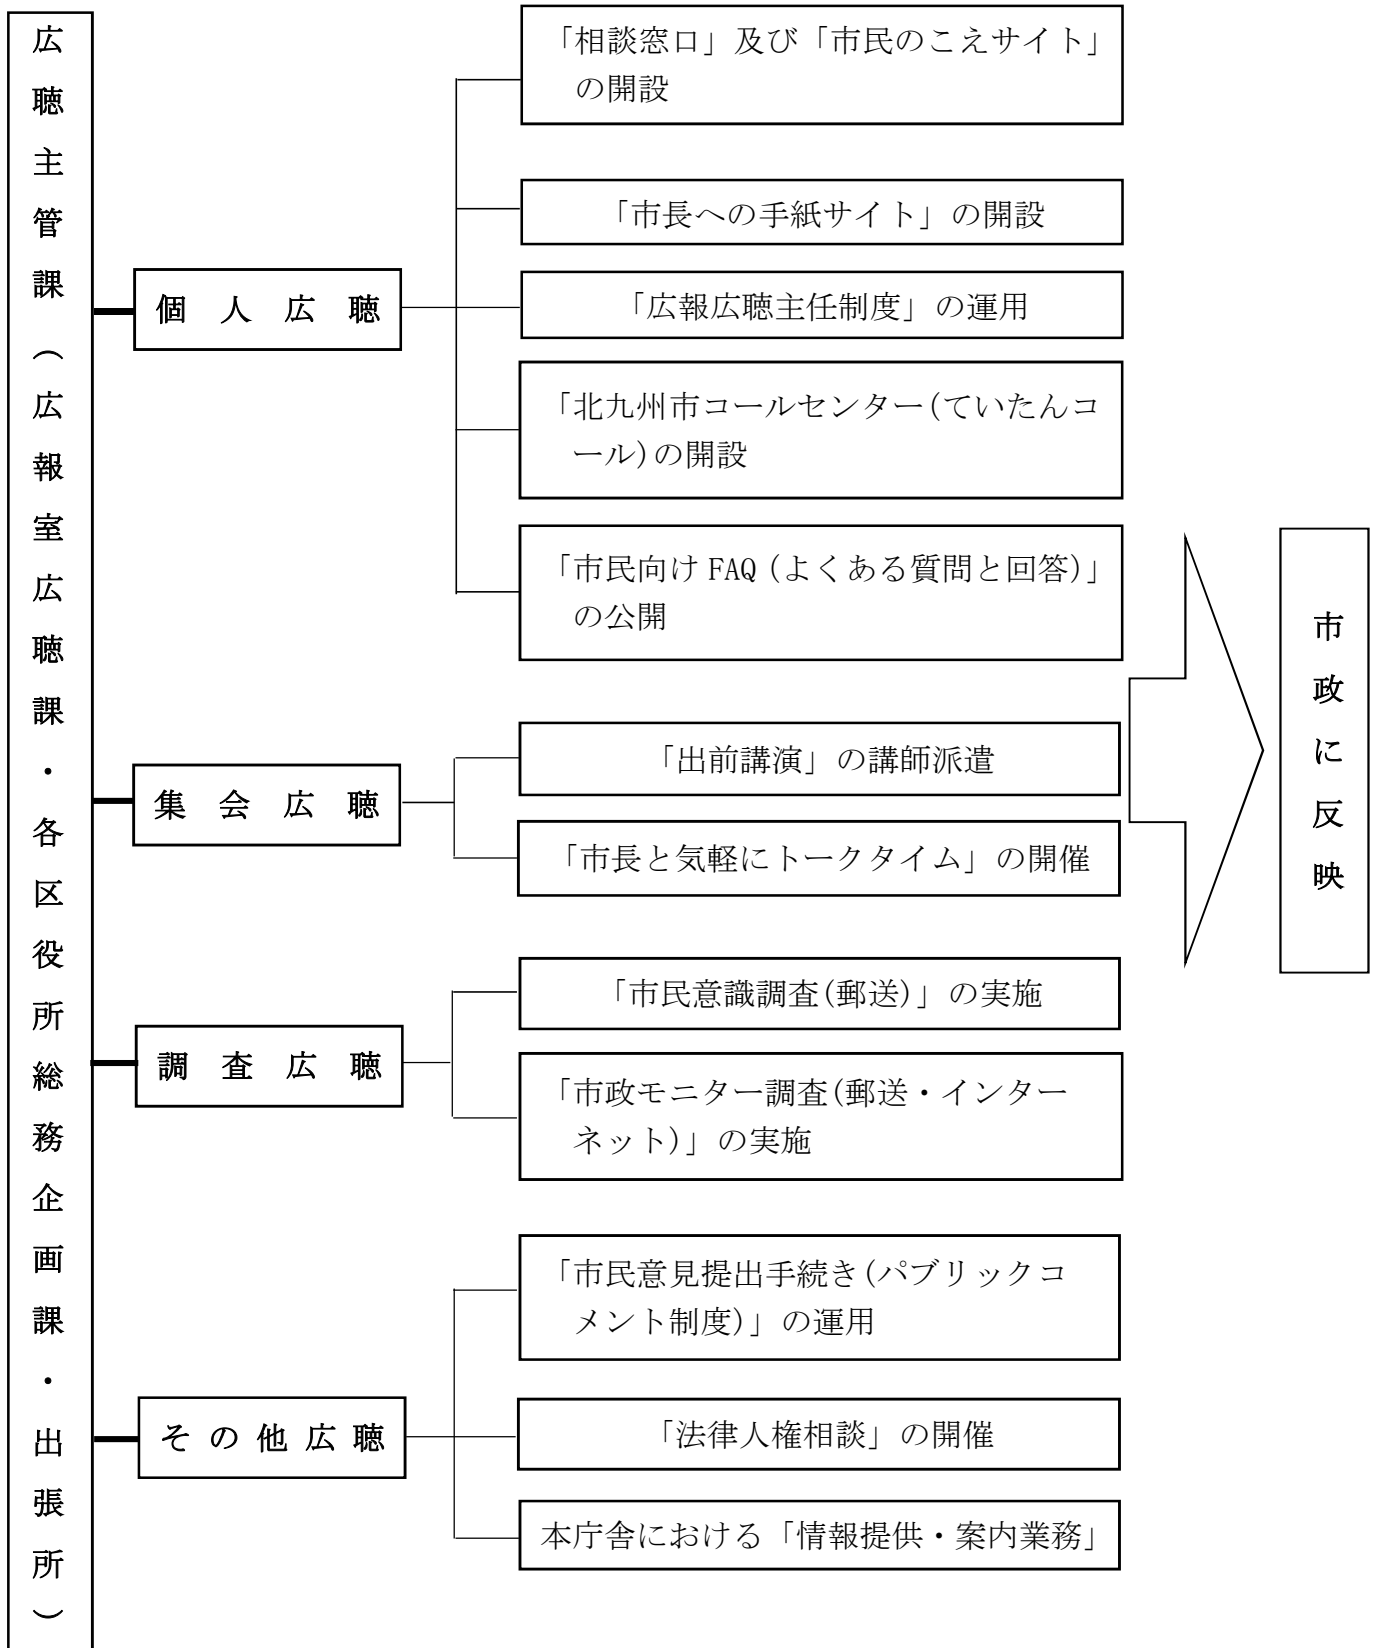 広聴主管課（広報室広聴課・各区役所総務企画課・出張所）
個人広聴
「相談窓口」及び「市民のこえサイト」
の開設
「市長への手紙サイト」の開設
「広報広聴主任制度」の運用
「北九州市コールセンター(ていたんコ
ール)の開設
「市民向け FAQ (よくある質問と回答)」
の公開
集会広聴
「出前講演」の講師派遣
「市長と気軽にトークタイム」の開催
調査広聴
「市民意識調査(郵送)」の実施
「市政モニター調査(郵送・インター
ネット)」の実施
その他広聴
「市民意見提出手続き(パブリックコ
メント制度)」の運用
「法律人権相談」の開催
本庁舎における「情報提供・案内業務」
市政に反映